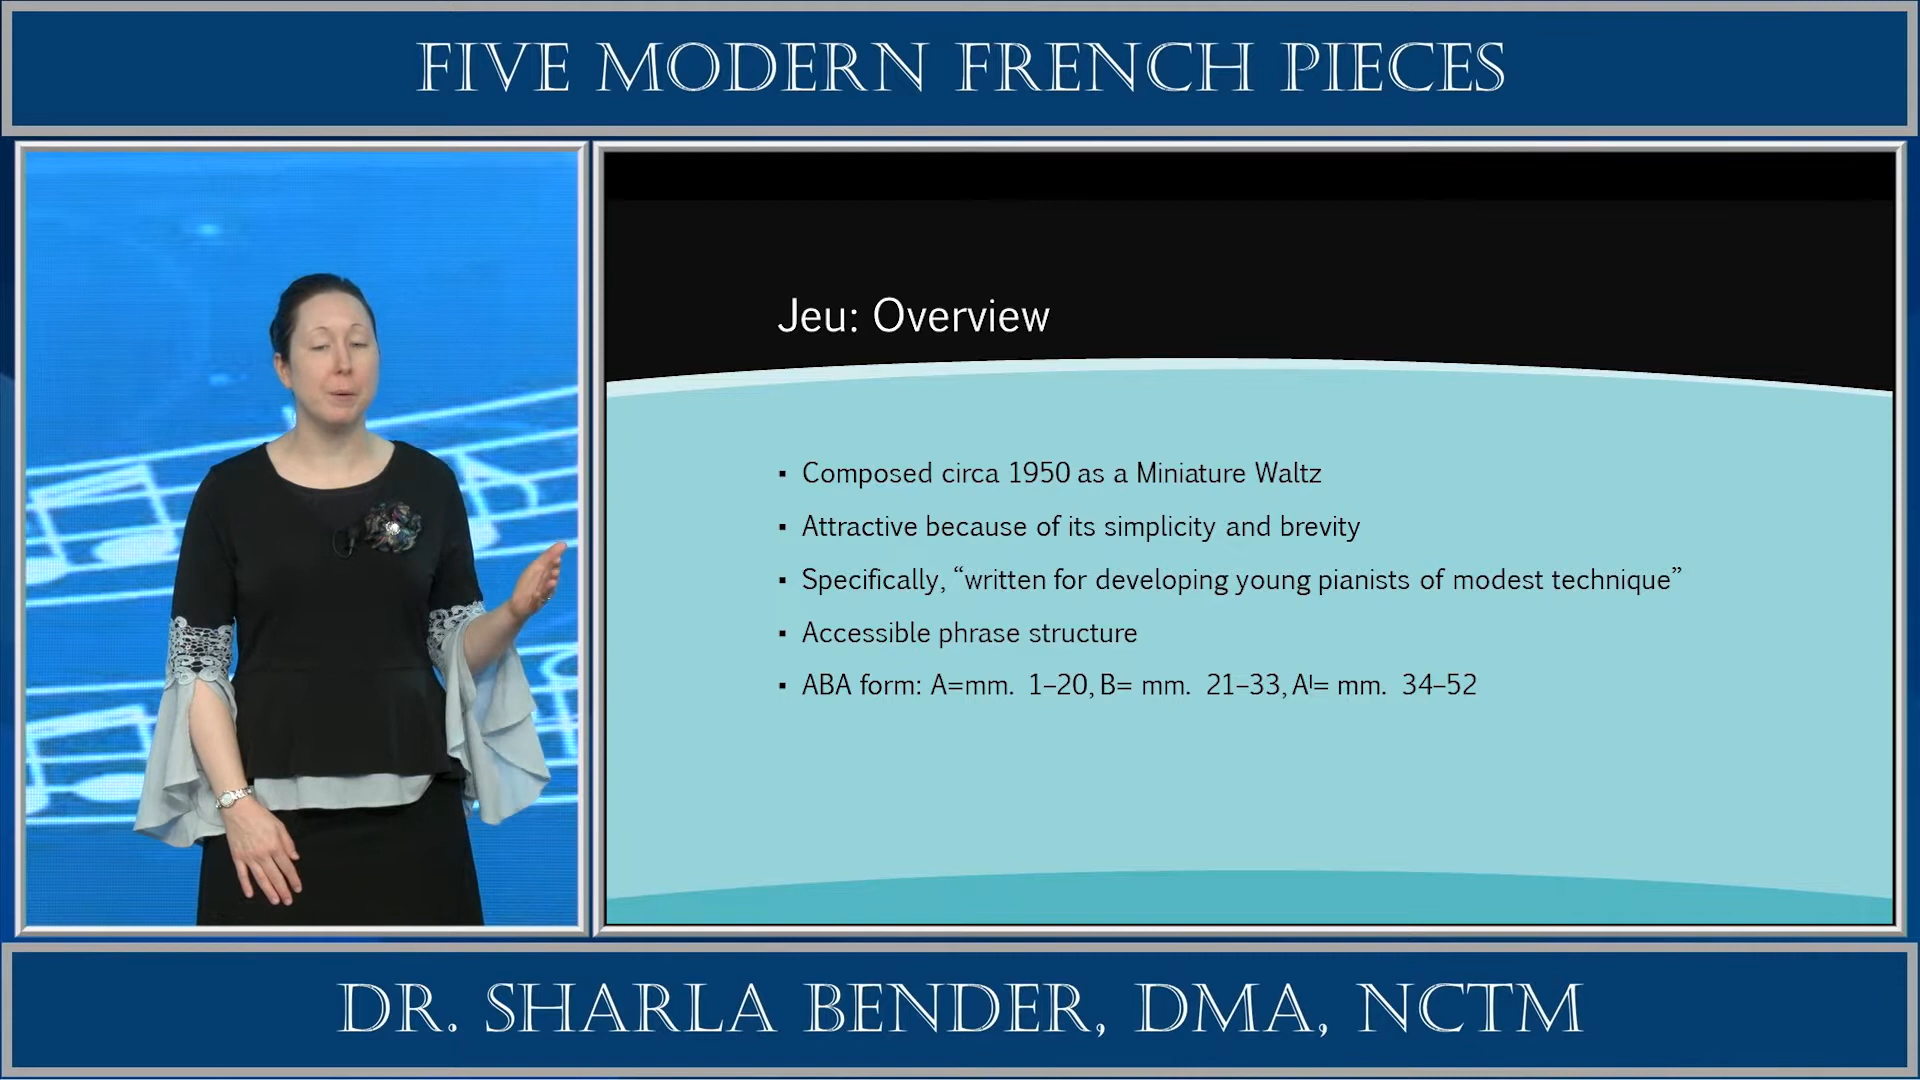 FIVE MODERN FRENCH PIECES
Jeu: Overview
▪ Composed circa 1950 as a Miniature Waltz
▪ Attractive because of its simplicity and brevity
▪ Specifically, “written for developing young pianists of modest technique”
▪ Accessible phrase structure
▪ ABA form: A=mm. 1–20, B= mm. 21–33, Aᴵ= mm. 34–52
DR. SHARLA BENDER, DMA, NCTM